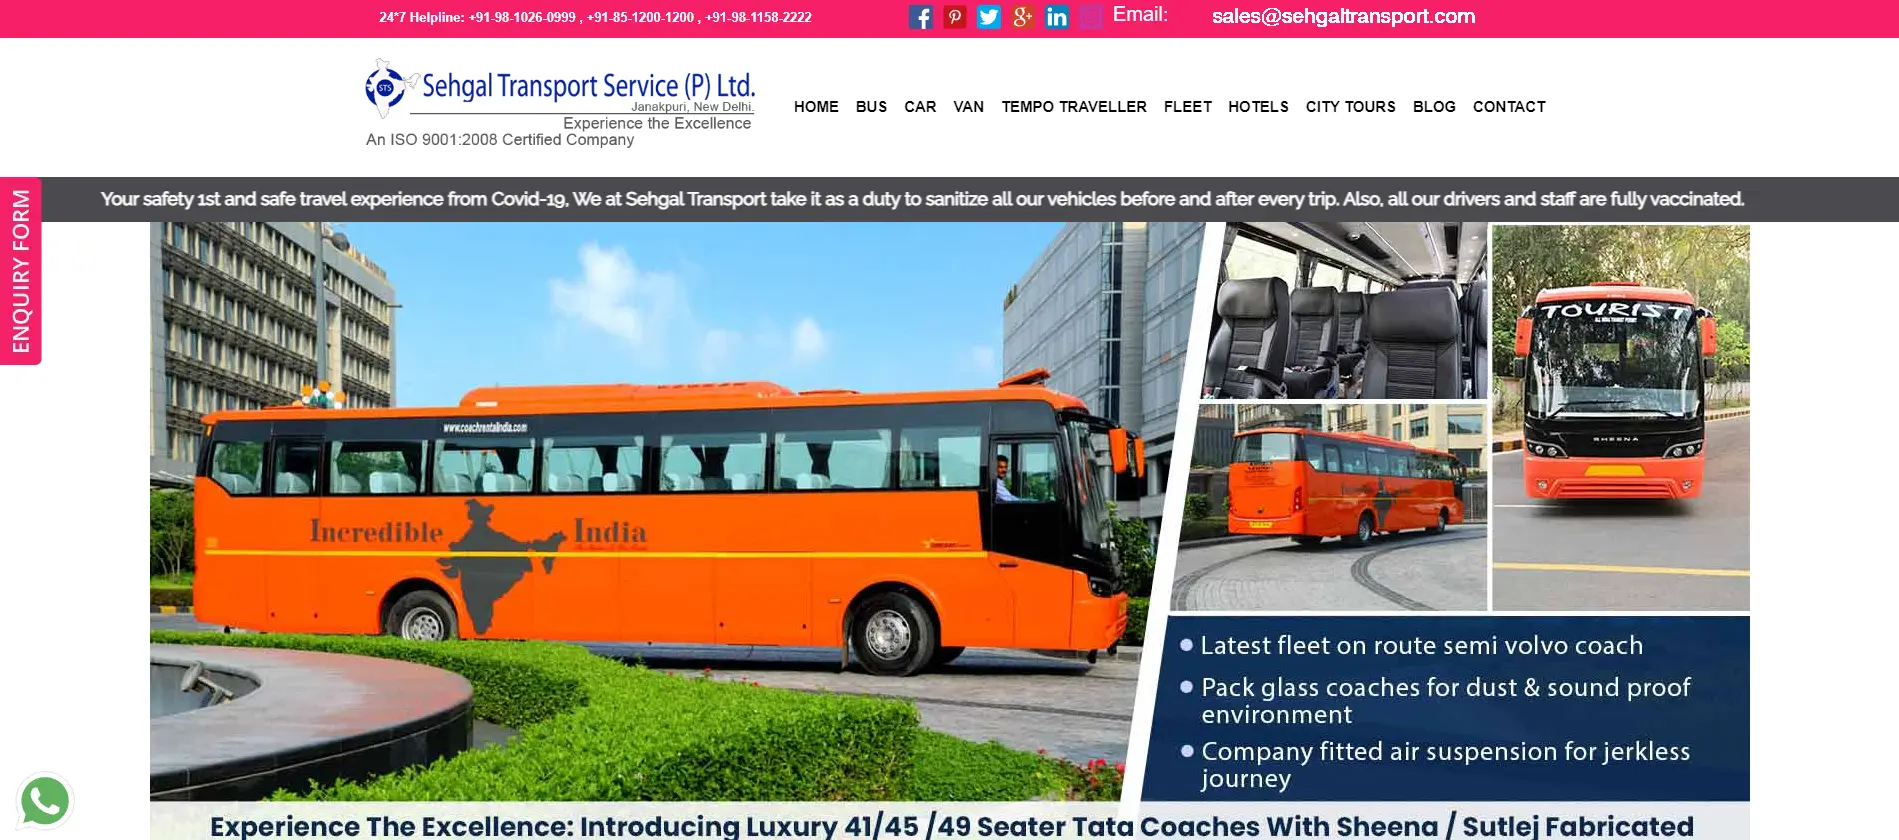 24*7 Helpline: +91-98-1026-0999 , +91-85-1200-1200 , +91-98-1158-2222
Email: sales@sehgaltransport.com
STS
Sehgal Transport Service (P) Ltd.
Janakpuri, New Delhi.
Experience the Excellence
An ISO 9001:2008 Certified Company
HOME BUS CAR VAN TEMPO TRAVELLER FLEET HOTELS CITY TOURS BLOG CONTACT
ENQUIRY FORM
Your safety 1st and safe travel experience from Covid-19, We at Sehgal Transport take it as a duty to sanitize all our vehicles before and after every trip. Also, all our drivers and staff are fully vaccinated.
www.coachrentalindia.com
Incredible India
TOURIST
ALL INDIA TOURIST PERMIT
SHEENA
Latest fleet on route semi volvo coach
Pack glass coaches for dust & sound proof
environment
Company fitted air suspension for jerkless
journey
Experience The Excellence: Introducing Luxury 41/45 /49 Seater Tata Coaches With Sheena / Sutlej Fabricated